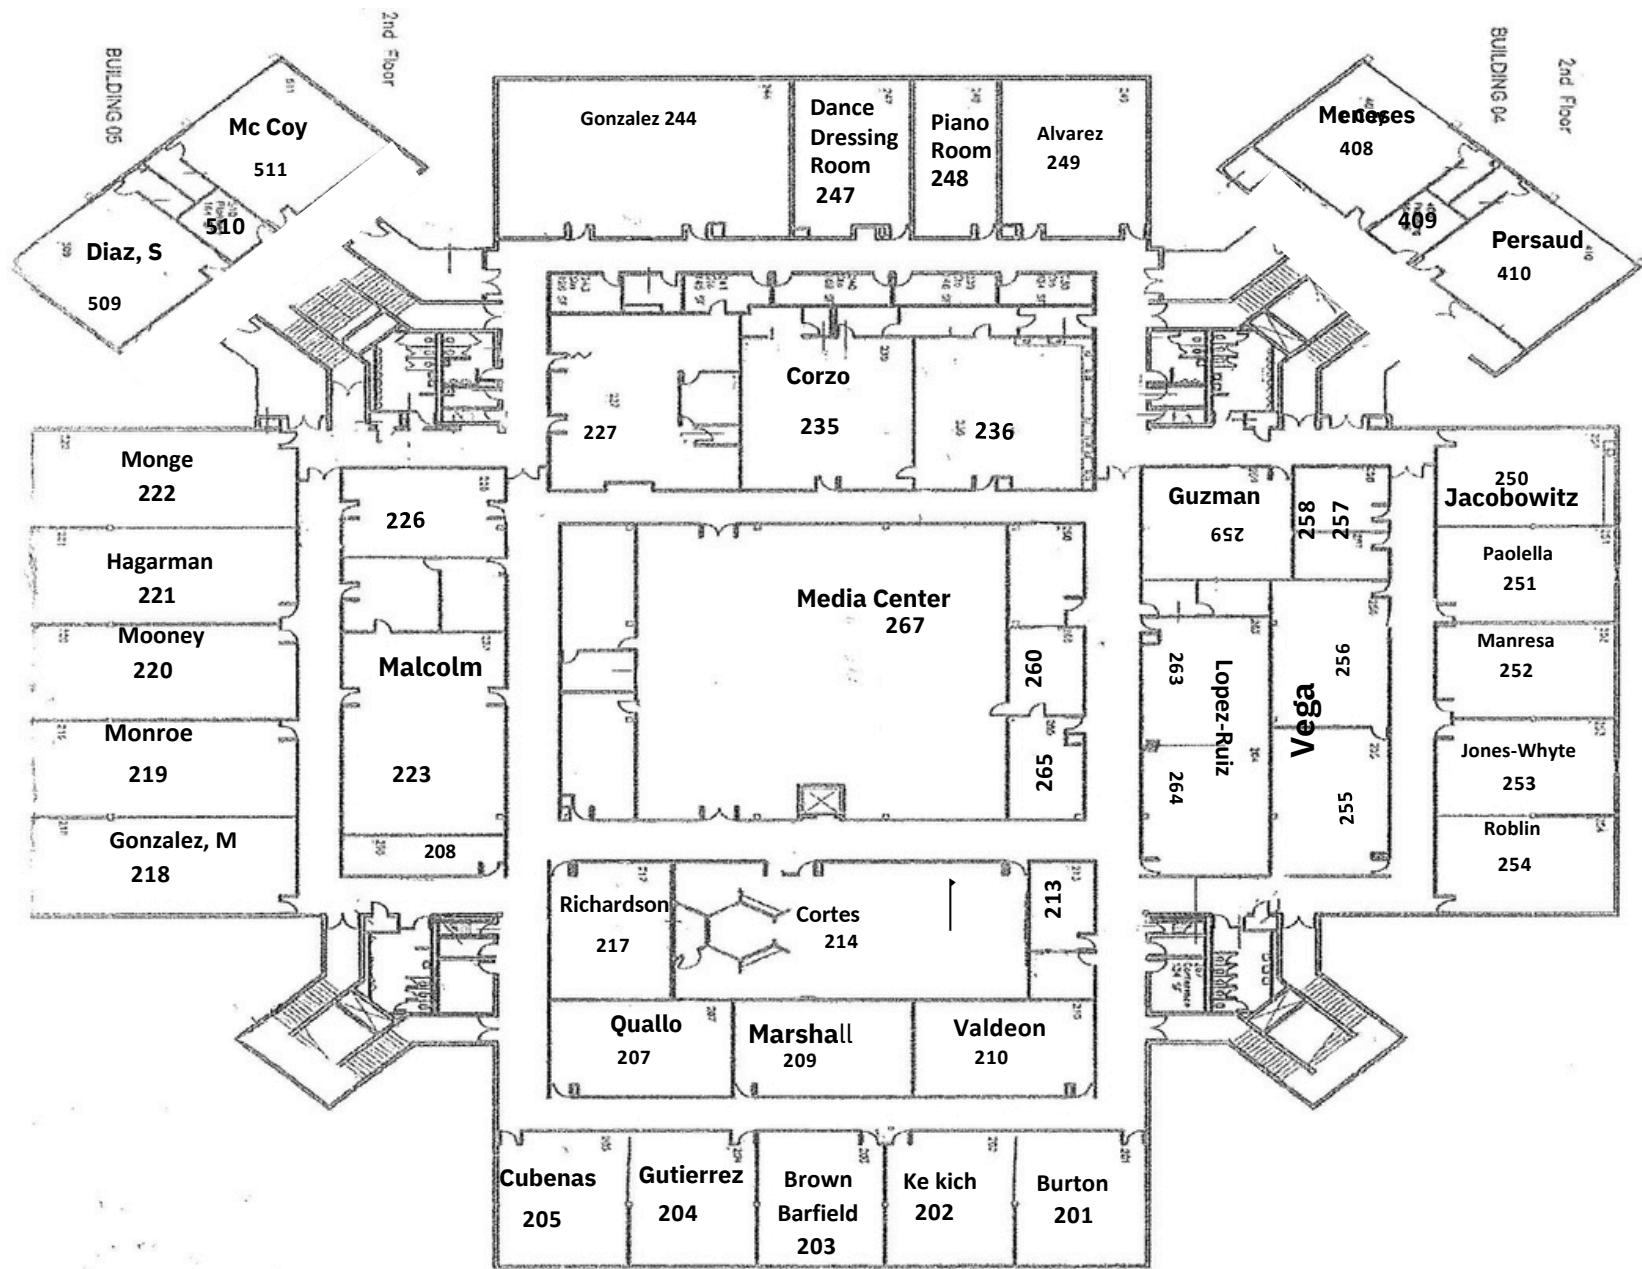 2nd Floor
BUILDING 05
Mc Coy
511
510
Diaz, S
509
Gonzalez 244
Dance
Dressing
Room
247
Piano
Room
248
Alvarez
249
2nd Floor
BUILDING 04
Meneses
408
409
Persaud
410
227
Corzo
235
236
Monge
222
Hagarman
221
Mooney
220
Monroe
219
Gonzalez, M
218
226
Malcolm
223
208
Media Center
267
260
265
Guzman
259
258
257
263
Lopez-Ruiz
264
256
Vega
255
250
Jacobowitz
Paolella
251
Manresa
252
Jones-Whyte
253
Roblin
254
Richardson
217
Cortes
214
213
Quallo
207
Marshall
209
Valdeon
210
Cubenas
205
Gutierrez
204
Brown
Barfield
203
Ke kich
202
Burton
201